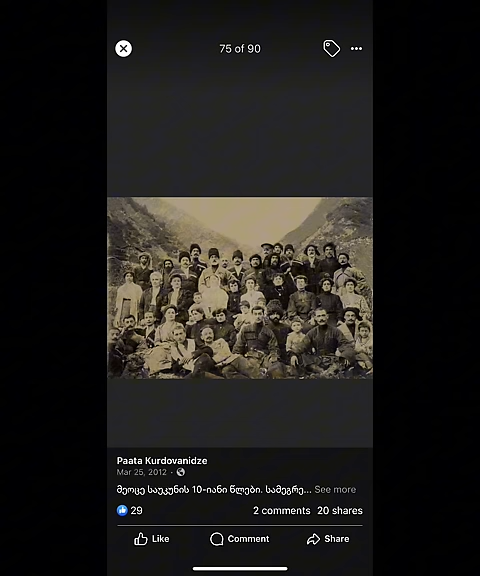 75 of 90
Paata Kurdovanidze
Mar 25, 2012 ·
მეოცე საუკუნის 10-იანი წლები. სამეგრე... See more
29 2 comments 20 shares
Like Comment Share